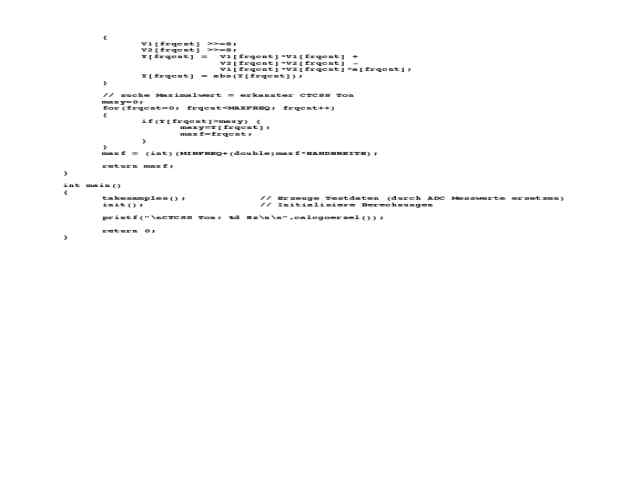 {
V1[frqcnt] >>=8;
V2[frqcnt] >>=8;
Y[frqcnt] = V1[frqcnt]*V1[frqcnt] +
V2[frqcnt]*V2[frqcnt] -
V1[frqcnt]*V2[frqcnt]*a[frqcnt];
Y[frqcnt] = abs(Y[frqcnt]);
}
// suche Maximalwert = erkannter CTCSS Ton
maxy=0;
for(frqcnt=0; frqcnt<MAXFREQ; frqcnt++)
{
if(Y[frqcnt]>maxy) {
maxy=Y[frqcnt];
maxf=frqcnt;
}
}
maxf = (int)(MINFREQ+(double)maxf*BANDBREITE);
return maxf;
}
int main()
{
takesamples(); // Erzeuge Testdaten (durch ADC Messwerte ersetzen)
init(); // Initialisiere Berechnungen
printf("\nCTCSS Ton: %d Hz\n\n",calcgoerzel());
return 0;
}